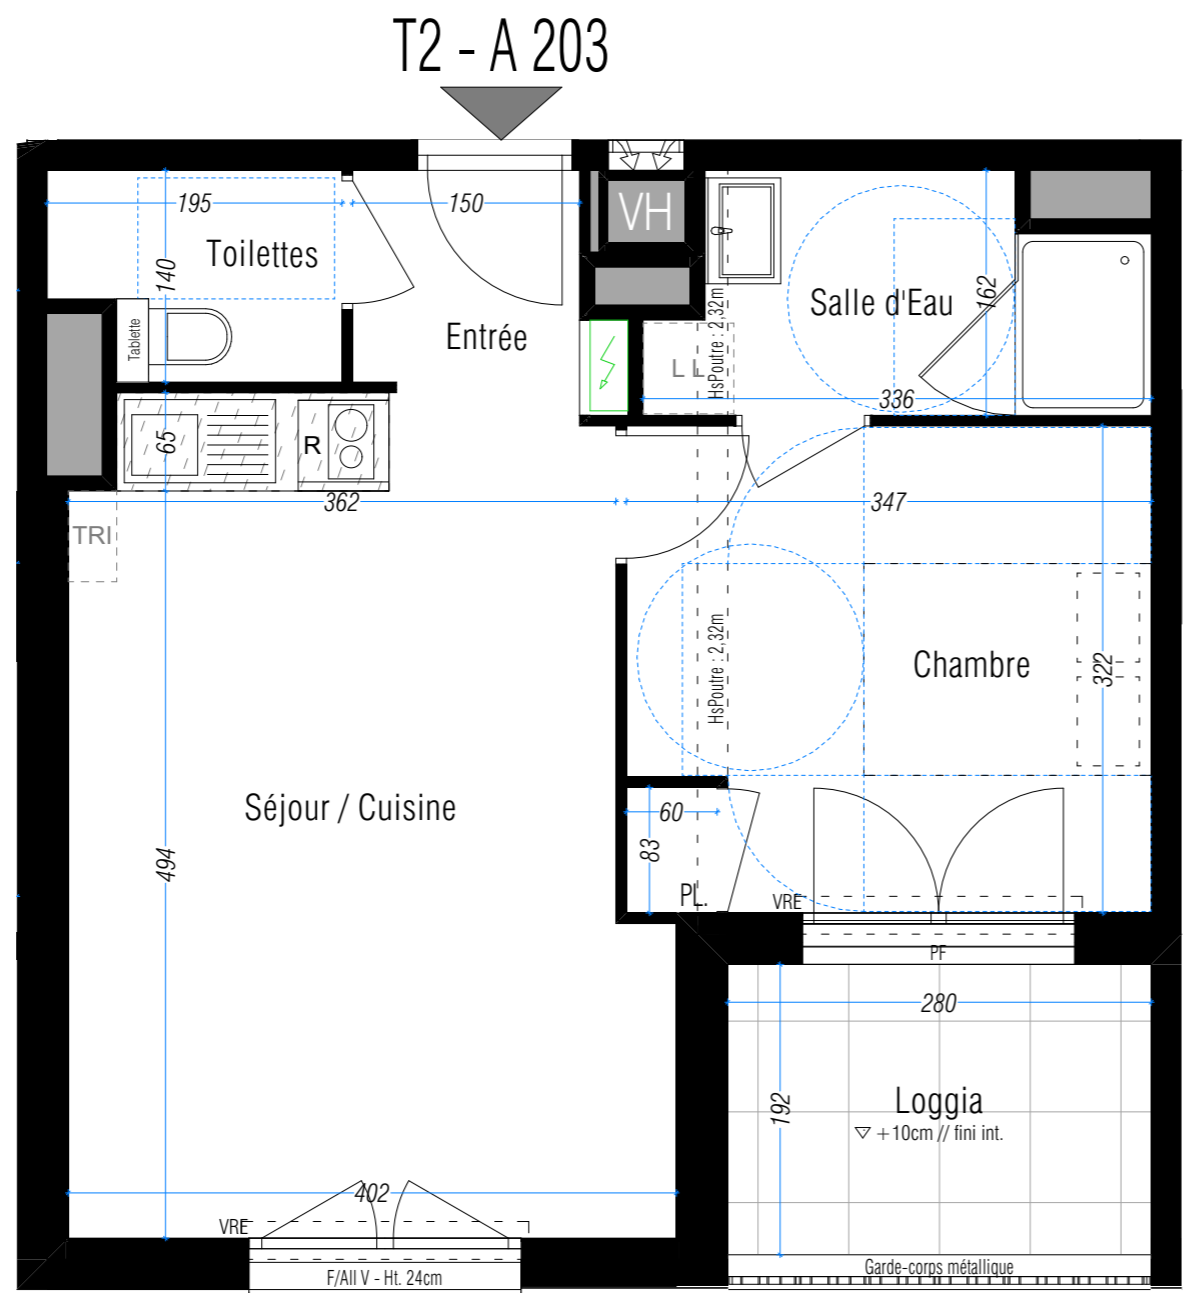 T2 - A 203
195
150
VH
Toilettes
140
Salle d'Eau
162
Entrée
Tablette
HsPoutre : 2,32m
L L
336
65
R
362
347
TRI
HsPoutre : 2,32m
Chambre
322
Séjour / Cuisine
60
83
494
PL.
VRE
PF
280
Loggia
192
+10cm // fini int.
402
VRE
F/All V - Ht. 24cm
Garde-corps métallique